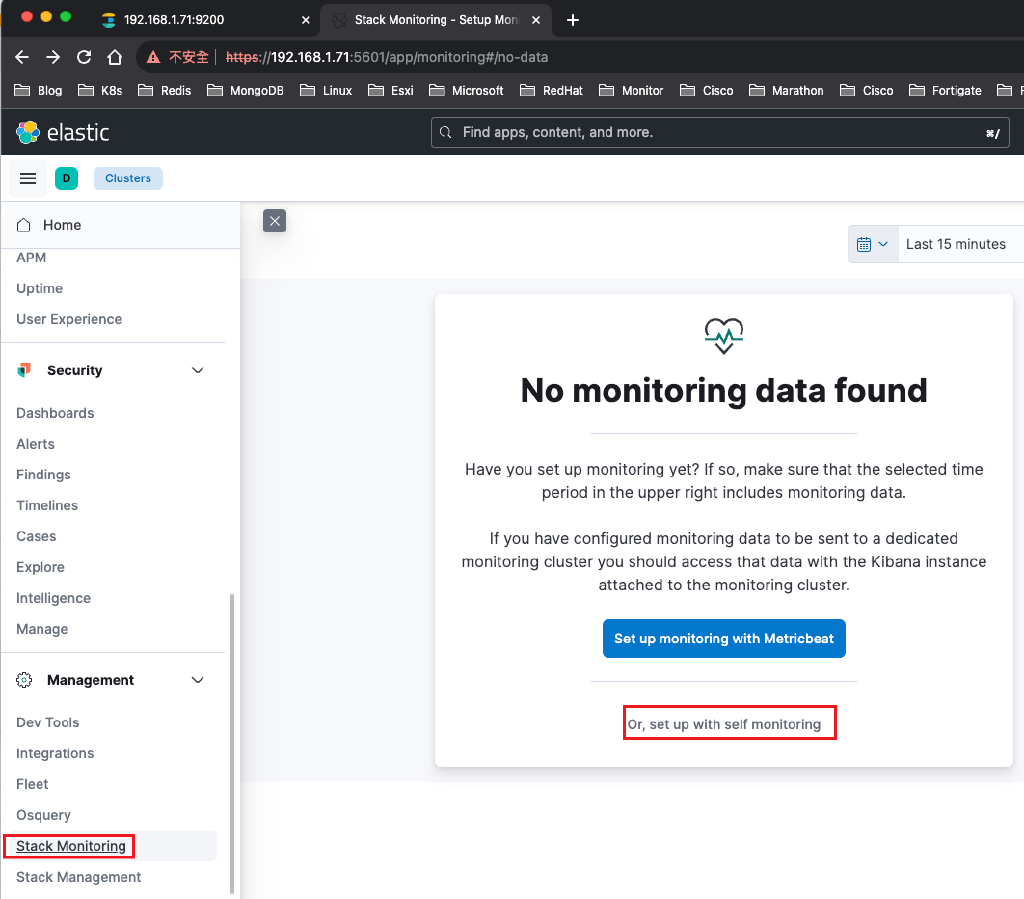 192.168.1.71:9200
Stack Monitoring - Setup Moni
不安全
https://192.168.1.71:5601/app/monitoring#/no-data
Blog
K8s
Redis
MongoDB
Linux
Esxi
Microsoft
RedHat
Monitor
Cisco
Marathon
Cisco
Fortigate
elastic
Find apps, content, and more.
⌘/
D
Clusters
Home
APM
Uptime
User Experience
Security
Dashboards
Alerts
Findings
Timelines
Cases
Explore
Intelligence
Manage
Management
Dev Tools
Integrations
Fleet
Osquery
Stack Monitoring
Stack Management
Last 15 minutes
No monitoring data found
Have you set up monitoring yet? If so, make sure that the selected time
period in the upper right includes monitoring data.
If you have configured monitoring data to be sent to a dedicated
monitoring cluster you should access that data with the Kibana instance
attached to the monitoring cluster.
Set up monitoring with Metricbeat
Or, set up with self monitoring